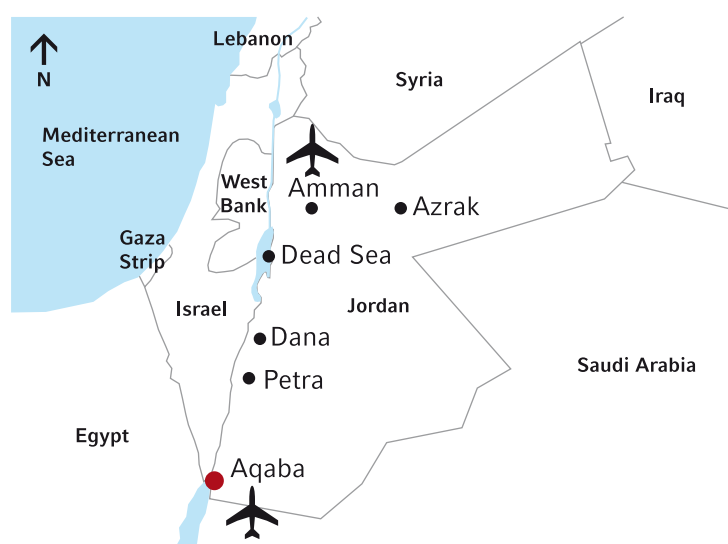 Lebanon
N
Syria
Iraq
Mediterranean
Sea
West
Bank
Amman
Azrak
Gaza
Strip
Dead Sea
Israel
Jordan
Dana
Saudi Arabia
Petra
Egypt
Aqaba